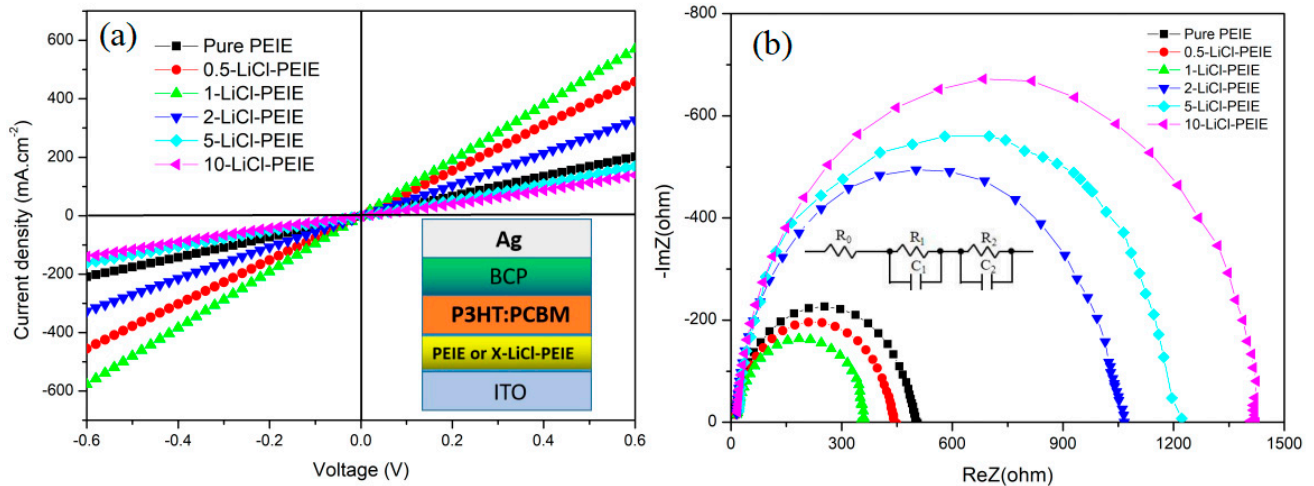 (a)
Pure PEIE
0.5-LiCl-PEIE
1-LiCl-PEIE
2-LiCl-PEIE
5-LiCl-PEIE
10-LiCl-PEIE
Current density (mA.cm-2)
600
400
200
0
-200
-400
-600
-0.6
-0.4
-0.2
0.0
0.2
0.4
0.6
Voltage (V)
Ag
BCP
P3HT:PCBM
PEIE or X-LiCl-PEIE
ITO
(b)
Pure PEIE
0.5-LiCl-PEIE
1-LiCl-PEIE
2-LiCl-PEIE
5-LiCl-PEIE
10-LiCl-PEIE
-ImZ(ohm)
-800
-600
-400
-200
0
R0
R1
R2
C1
C2
0
300
600
900
1200
1500
ReZ(ohm)